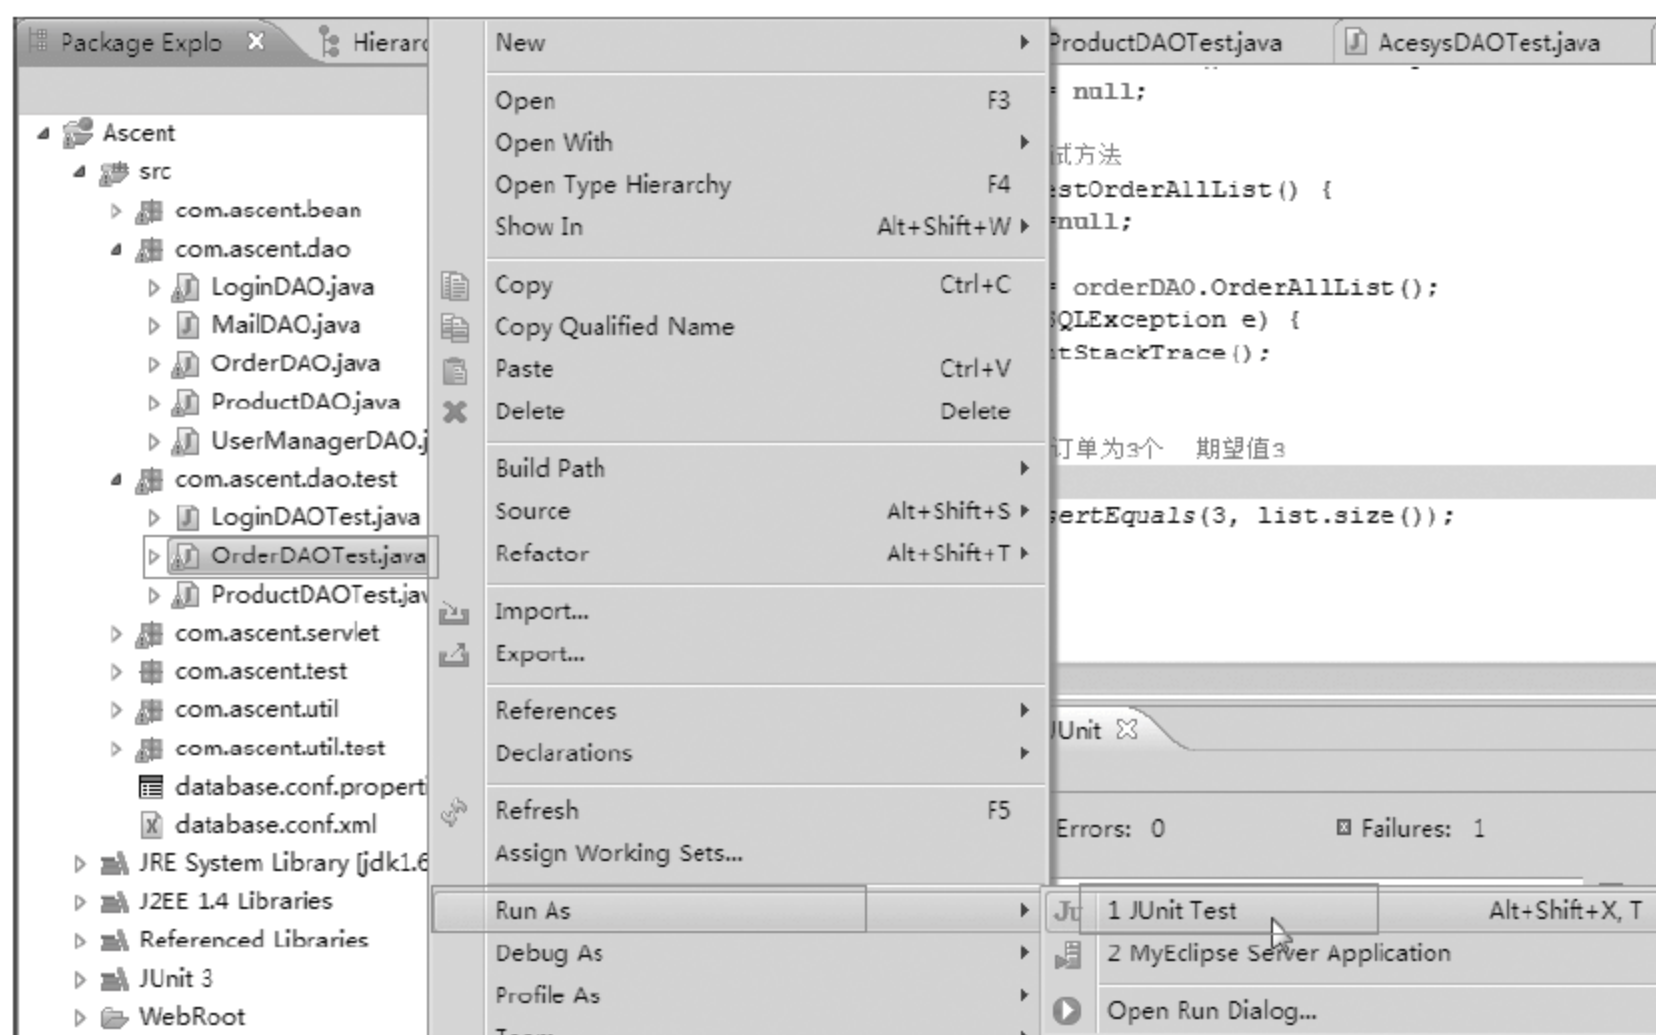 Package Explo
Hierarc
Ascent
src
com.ascent.bean
com.ascent.dao
LoginDAO.java
MailDAO.java
OrderDAO.java
ProductDAO.java
UserManagerDAO.j
com.ascent.dao.test
LoginDAOTest.java
OrderDAOTest.java
ProductDAOTest.jav
com.ascent.servlet
com.ascent.test
com.ascent.util
com.ascent.util.test
database.conf.properti
database.conf.xml
JRE System Library [jdk1.6
J2EE 1.4 Libraries
Referenced Libraries
JUnit 3
WebRoot
New
Open F3
Open With
Open Type Hierarchy F4
Show In Alt+Shift+W
Copy Ctrl+C
Copy Qualified Name
Paste Ctrl+V
Delete Delete
Build Path
Source Alt+Shift+S
Refactor Alt+Shift+T
Import...
Export...
References
Declarations
Refresh F5
Assign Working Sets...
Run As
Debug As
Profile As
ProductDAOTest.java
AcesysDAOTest.java
= null;
试方法
estOrderAllList() {
=null;
= orderDAO.OrderAllList();
SQLException e) {
ntStackTrace();
订单为3个 期望值3
sertEquals(3, list.size());
JUnit
Errors: 0
Failures: 1
Ju 1 JUnit Test Alt+Shift+X, T
2 MyEclipse Server Application
Open Run Dialog...